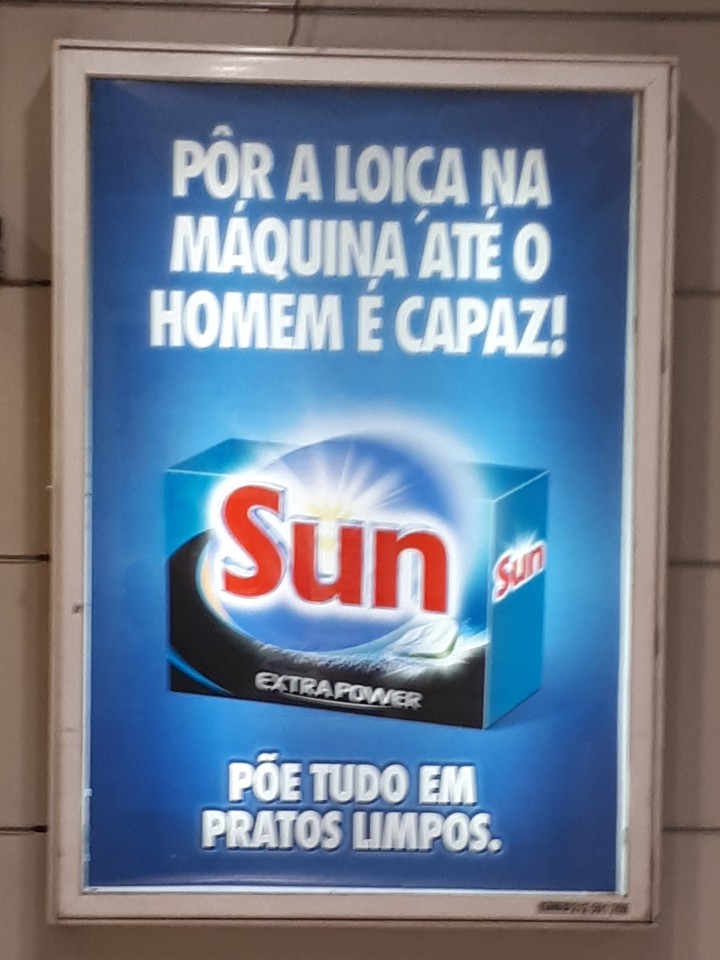 PÔR A LOIÇA NA
MÁQUINA ATÉ O
HOMEM É CAPAZ!
Sun
Sun
EXTRA POWER
PÕE TUDO EM
PRATOS LIMPOS.